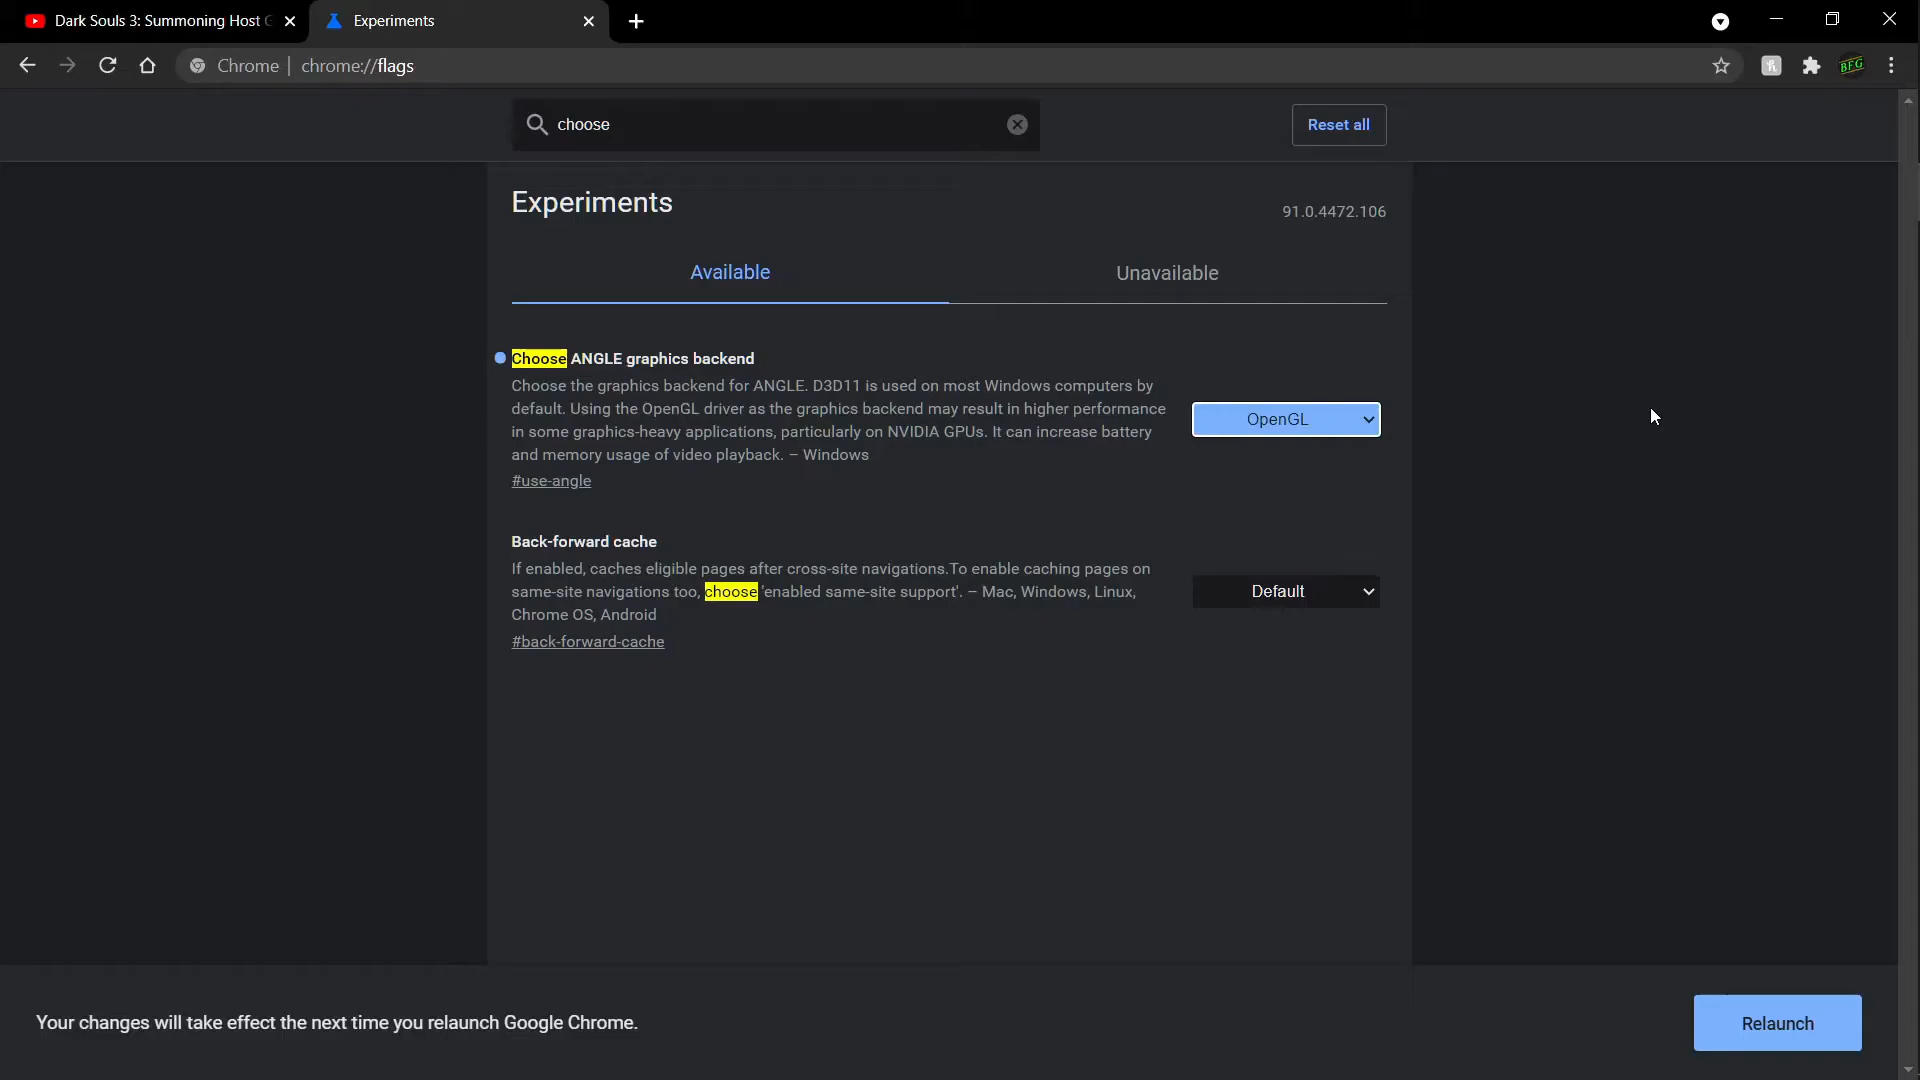 Dark Souls 3: Summoning Host
Experiments
Chrome | chrome://flags
BFG
choose
Reset all
Experiments
91.0.4472.106
Available
Unavailable
Choose ANGLE graphics backend
Choose the graphics backend for ANGLE. D3D11 is used on most Windows computers by
default. Using the OpenGL driver as the graphics backend may result in higher performance
in some graphics-heavy applications, particularly on NVIDIA GPUs. It can increase battery
and memory usage of video playback. – Windows
#use-angle
OpenGL
Back-forward cache
If enabled, caches eligible pages after cross-site navigations.To enable caching pages on
same-site navigations too, choose 'enabled same-site support'. – Mac, Windows, Linux,
Chrome OS, Android
#back-forward-cache
Default
Your changes will take effect the next time you relaunch Google Chrome.
Relaunch